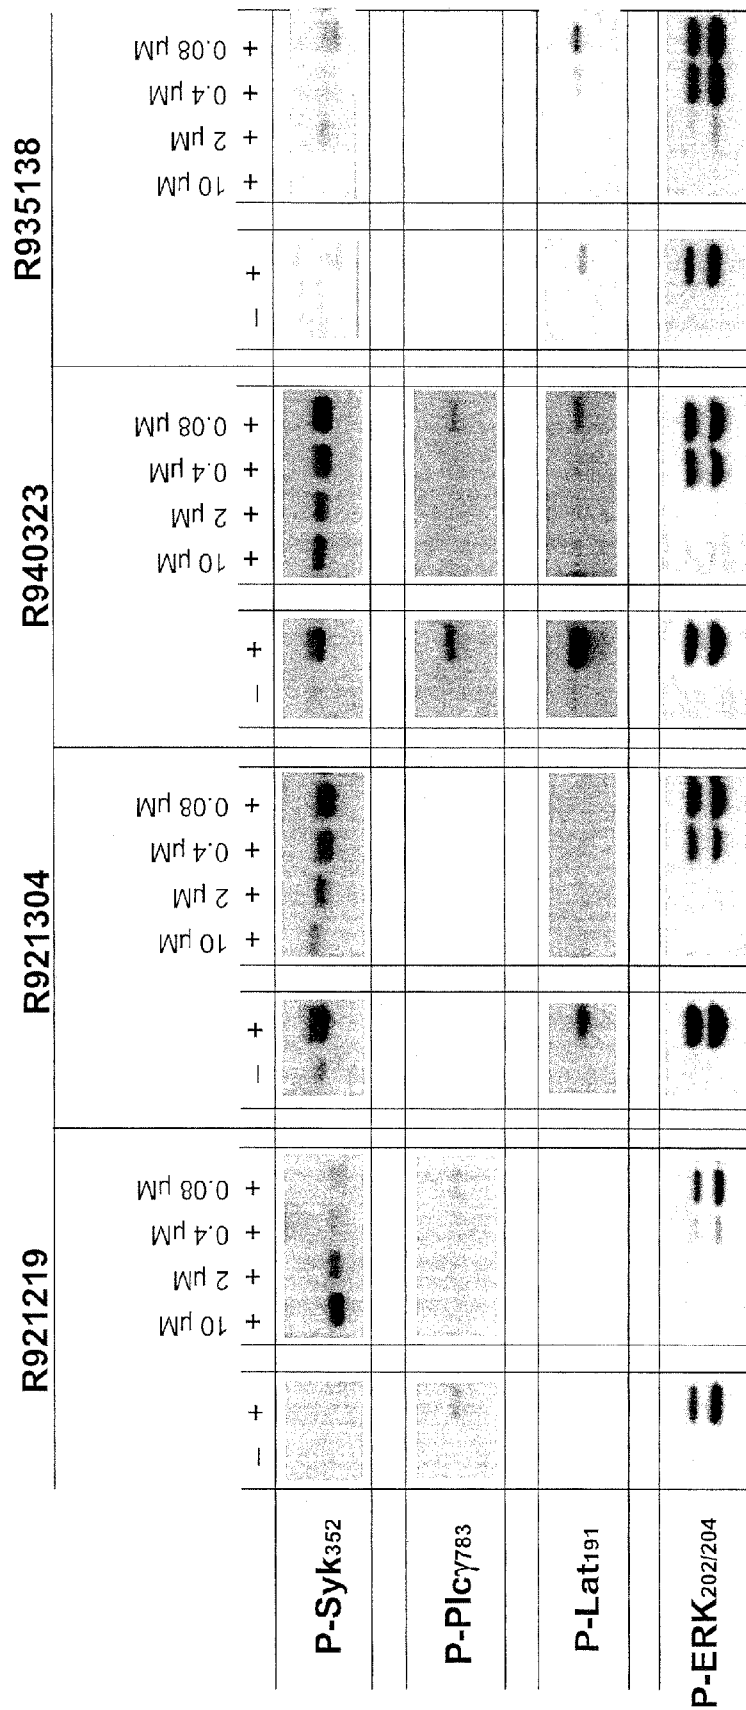 R921219 R921304 R940323 R935138
10 µM 2 µM 0.4 µM 0.08 µM 10 µM 2 µM 0.4 µM 0.08 µM 10 µM 2 µM 0.4 µM 0.08 µM 10 µM 2 µM 0.4 µM 0.08 µM
– + + + + + – + + + + + – + + + + + – + + + + +
P-Syk352
P-Plcγ783
P-Lat191
P-ERK202/204